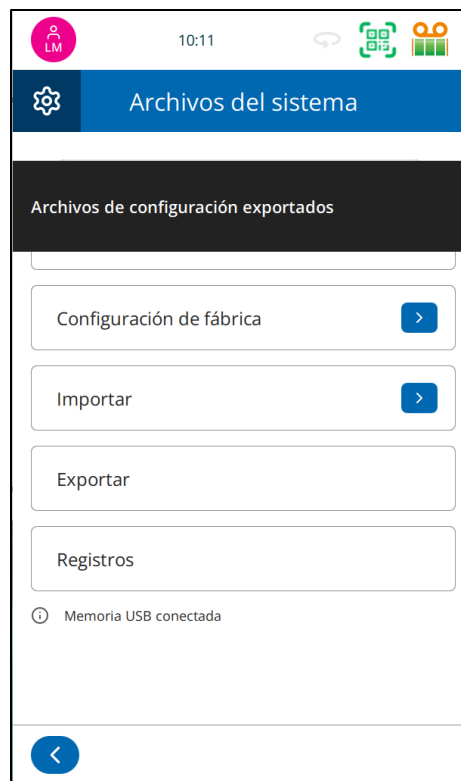 LM
10:11
Archivos del sistema
Archivos de configuración exportados
Configuración de fábrica
Importar
Exportar
Registros
Memoria USB conectada